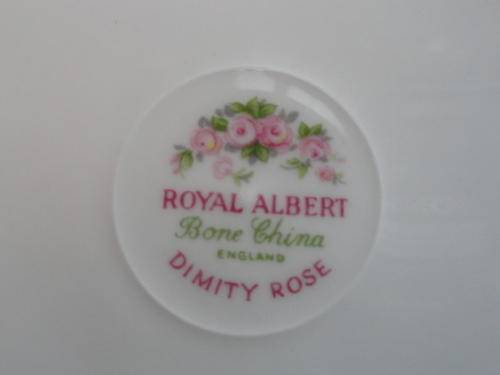 ROYAL ALBERT
Bone China
ENGLAND
DIMITY ROSE